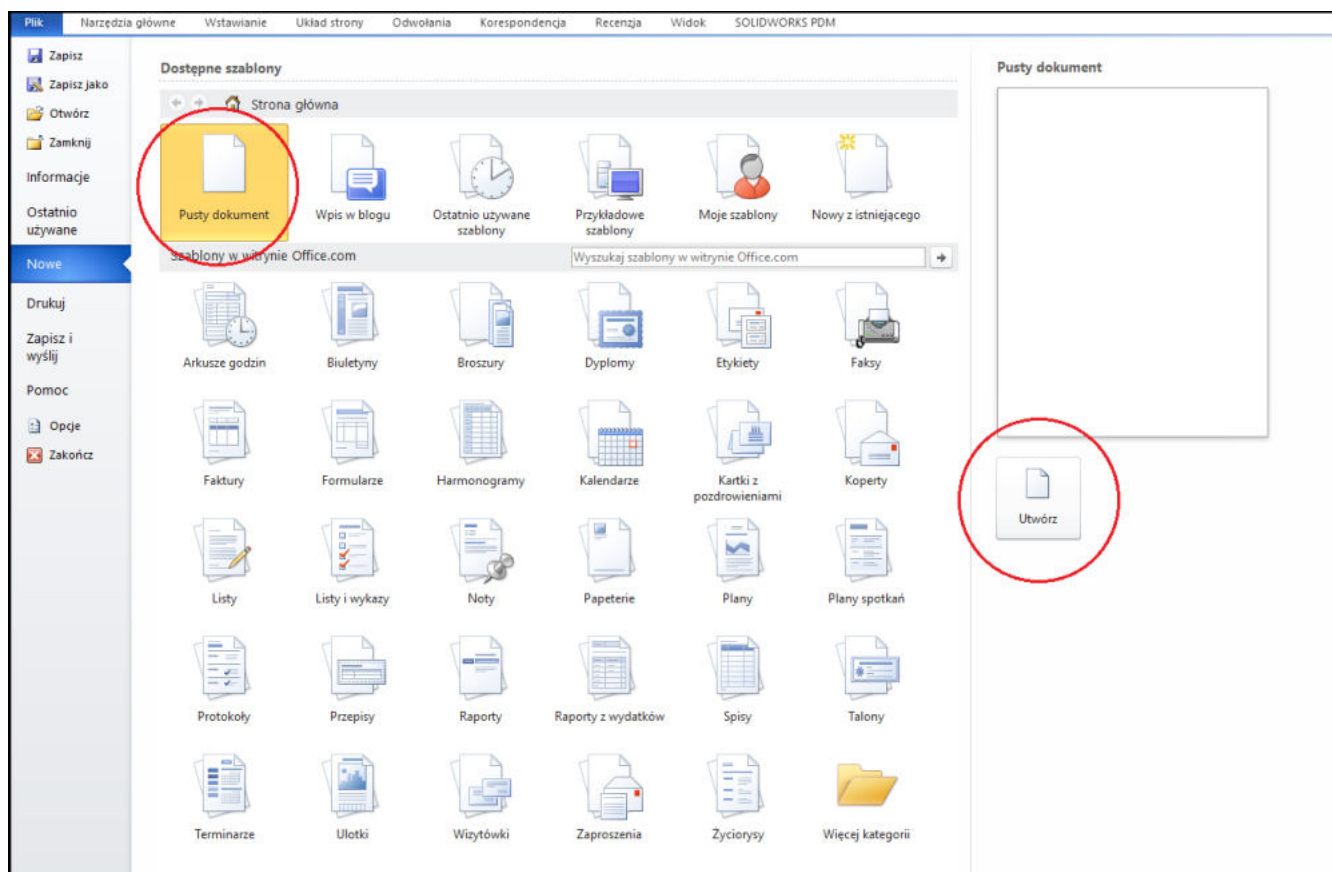 Plik Narzędzia główne Wstawianie Układ strony Odwołania Korespondencja Recenzja Widok SOLIDWORKS PDM
Zapisz
Zapisz jako
Otwórz
Zamknij
Informacje
Ostatnio
używane
Nowe
Drukuj
Zapisz i
wyślij
Pomoc
Opcje
Zakończ
Dostępne szablony
Strona główna
Pusty dokument Wpis w blogu Ostatnio używane Przykładowe Moje szablony Nowy z istniejącego
szablony szablony
Szablony w witrynie Office.com Wyszukaj szablony w witrynie Office.com
Arkusze godzin Biuletyny Broszury Dyplomy Etykiety Faksy
Faktury Formularze Harmonogramy Kalendarze Kartki z Koperty
pozdrowieniami
Listy Listy i wykazy Noty Papeterie Plany Plany spotkań
Protokoły Przepisy Raporty Raporty z wydatków Spisy Talony
Terminarze Ulotki Wizytówki Zaproszenia Życiorysy Więcej kategorii
Pusty dokument
Utwórz